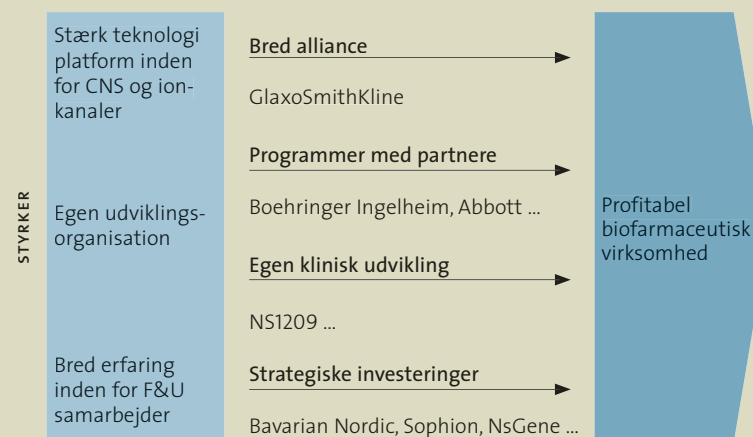 STYRKER
Stærk teknologi
platform inden
for CNS og ion-
kanaler
Egen udviklings-
organisation
Bred erfaring
inden for F&U
samarbejder
Bred alliance
GlaxoSmithKline
Programmer med partnere
Boehringer Ingelheim, Abbott ...
Egen klinisk udvikling
NS1209 ...
Strategiske investeringer
Bavarian Nordic, Sophion, NsGene ...
Profitabel
biofarmaceutisk
virksomhed